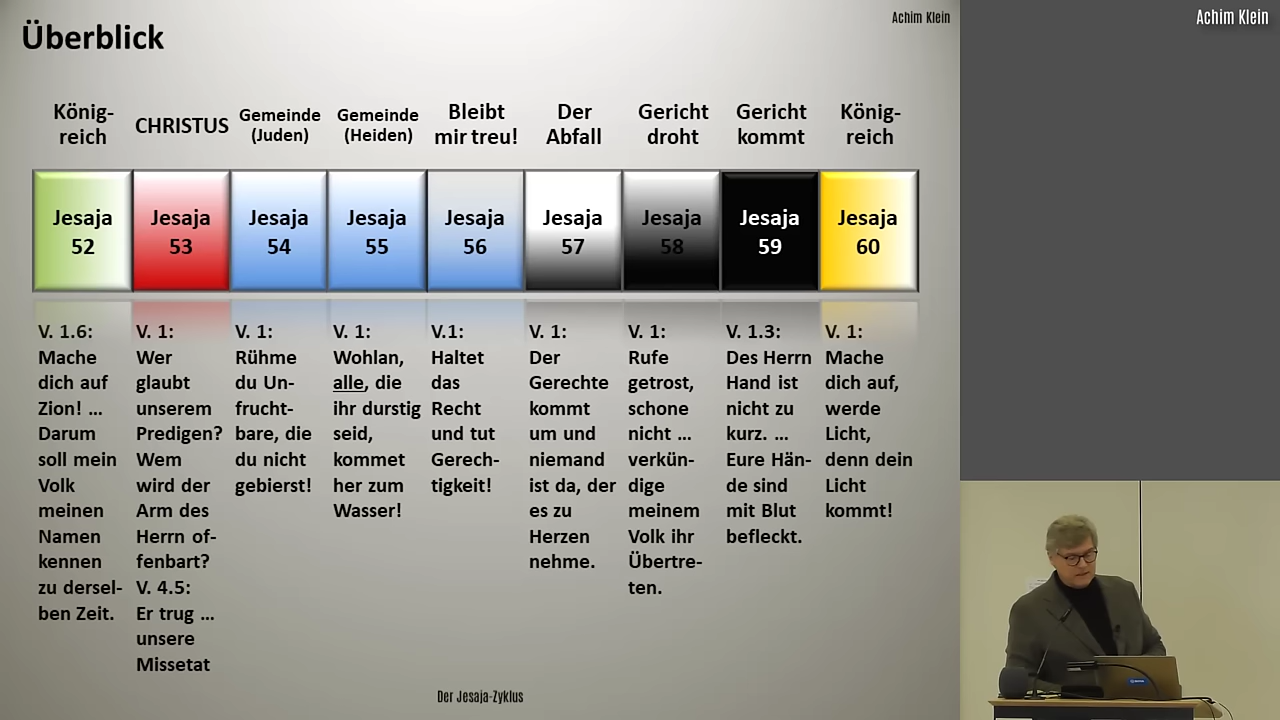 Achim Klein
Achim Klein
Überblick
König-
reich
CHRISTUS
Gemeinde
(Juden)
Gemeinde
(Heiden)
Bleibt
mir treu!
Der
Abfall
Gericht
droht
Gericht
kommt
König-
reich
Jesaja
52
Jesaja
53
Jesaja
54
Jesaja
55
Jesaja
56
Jesaja
57
Jesaja
58
Jesaja
59
Jesaja
60
V. 1.6:
Mache
dich auf
Zion! ...
Darum
soll mein
Volk
meinen
Namen
kennen
zu dersel-
ben Zeit.
V. 1:
Wer
glaubt
unserem
Predigen?
Wem
wird der
Arm des
Herrn of-
fenbart?
V. 4.5:
Er trug ...
unsere
Missetat
V. 1:
Rühme
du Un-
frucht-
bare, die
du nicht
gebierst!
V. 1:
Wohlan,
alle, die
ihr durstig
seid,
kommet
her zum
Wasser!
V.1:
Haltet
das
Recht
und tut
Gerech-
tigkeit!
V. 1:
Der
Gerechte
kommt
um und
niemand
ist da, der
es zu
Herzen
nehme.
V. 1:
Rufe
getrost,
schone
nicht ...
verkün-
dige
meinem
Volk ihr
Übertre-
ten.
V. 1.3:
Des Herrn
Hand ist
nicht zu
kurz. ...
Eure Hän-
de sind
mit Blut
befleckt.
V. 1:
Mache
dich auf,
werde
Licht,
denn dein
Licht
kommt!
Der Jesaja-Zyklus